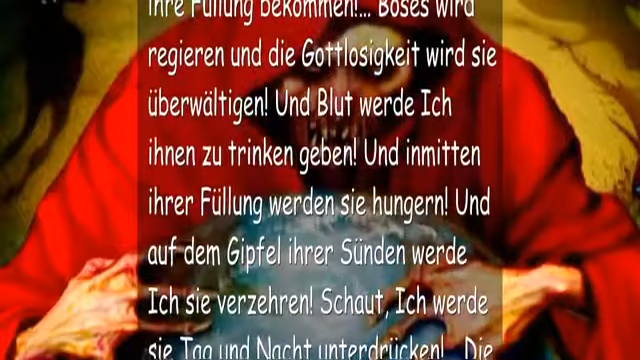 ihre Füllung bekommen!... Böses wird
regieren und die Gottlosigkeit wird sie
überwältigen! Und Blut werde Ich
ihnen zu trinken geben! Und inmitten
ihrer Füllung werden sie hungern! Und
auf dem Gipfel ihrer Sünden werde
Ich sie verzehren! Schaut, Ich werde
sie Tag und Nacht unterdrücken!... Die